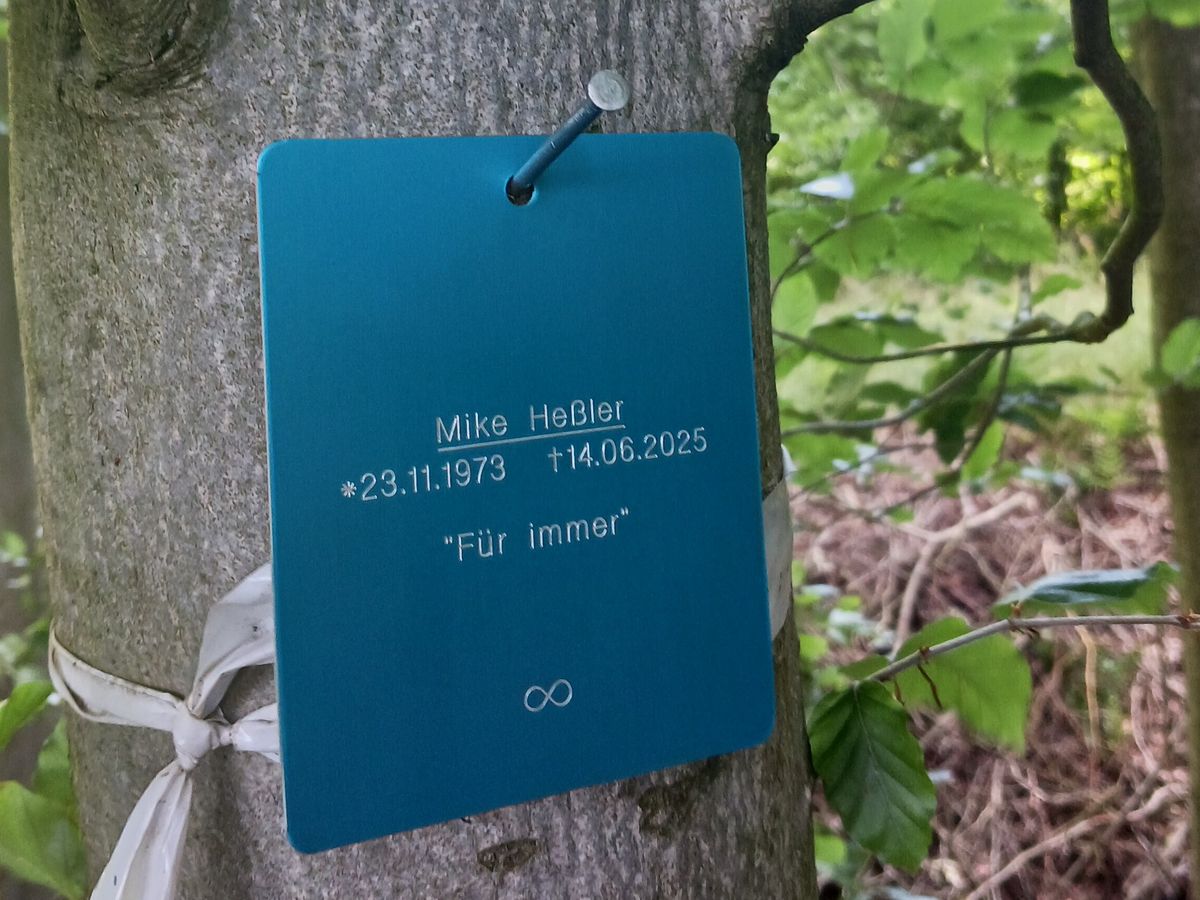 Mike Heßler
*23.11.1973 †14.06.2025
"Für immer"
∞